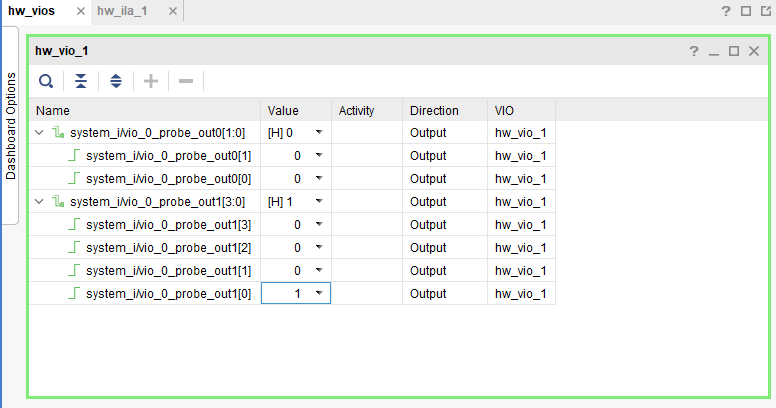 hw_vios hw_ila_1
Dashboard Options
hw_vio_1
Name Value Activity Direction VIO
system_i/vio_0_probe_out0[1:0] [H] 0 Output hw_vio_1
system_i/vio_0_probe_out0[1] 0 Output hw_vio_1
system_i/vio_0_probe_out0[0] 0 Output hw_vio_1
system_i/vio_0_probe_out1[3:0] [H] 1 Output hw_vio_1
system_i/vio_0_probe_out1[3] 0 Output hw_vio_1
system_i/vio_0_probe_out1[2] 0 Output hw_vio_1
system_i/vio_0_probe_out1[1] 0 Output hw_vio_1
system_i/vio_0_probe_out1[0] 1 Output hw_vio_1